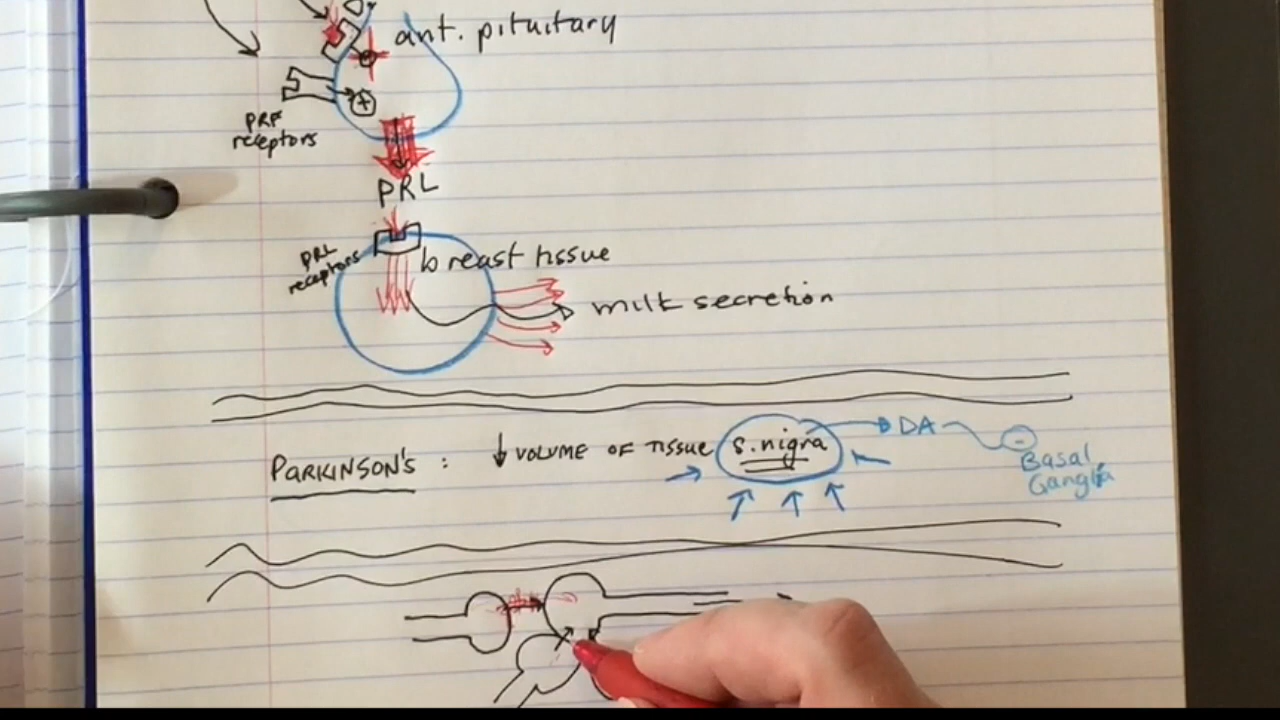 ant. pituitary
+
PRF
receptors
PRL
PRL
receptors
breast tissue
milk secretion
PARKINSON'S : ↓ VOLUME OF TISSUE s.nigra → DA
-
Basal
Ganglia